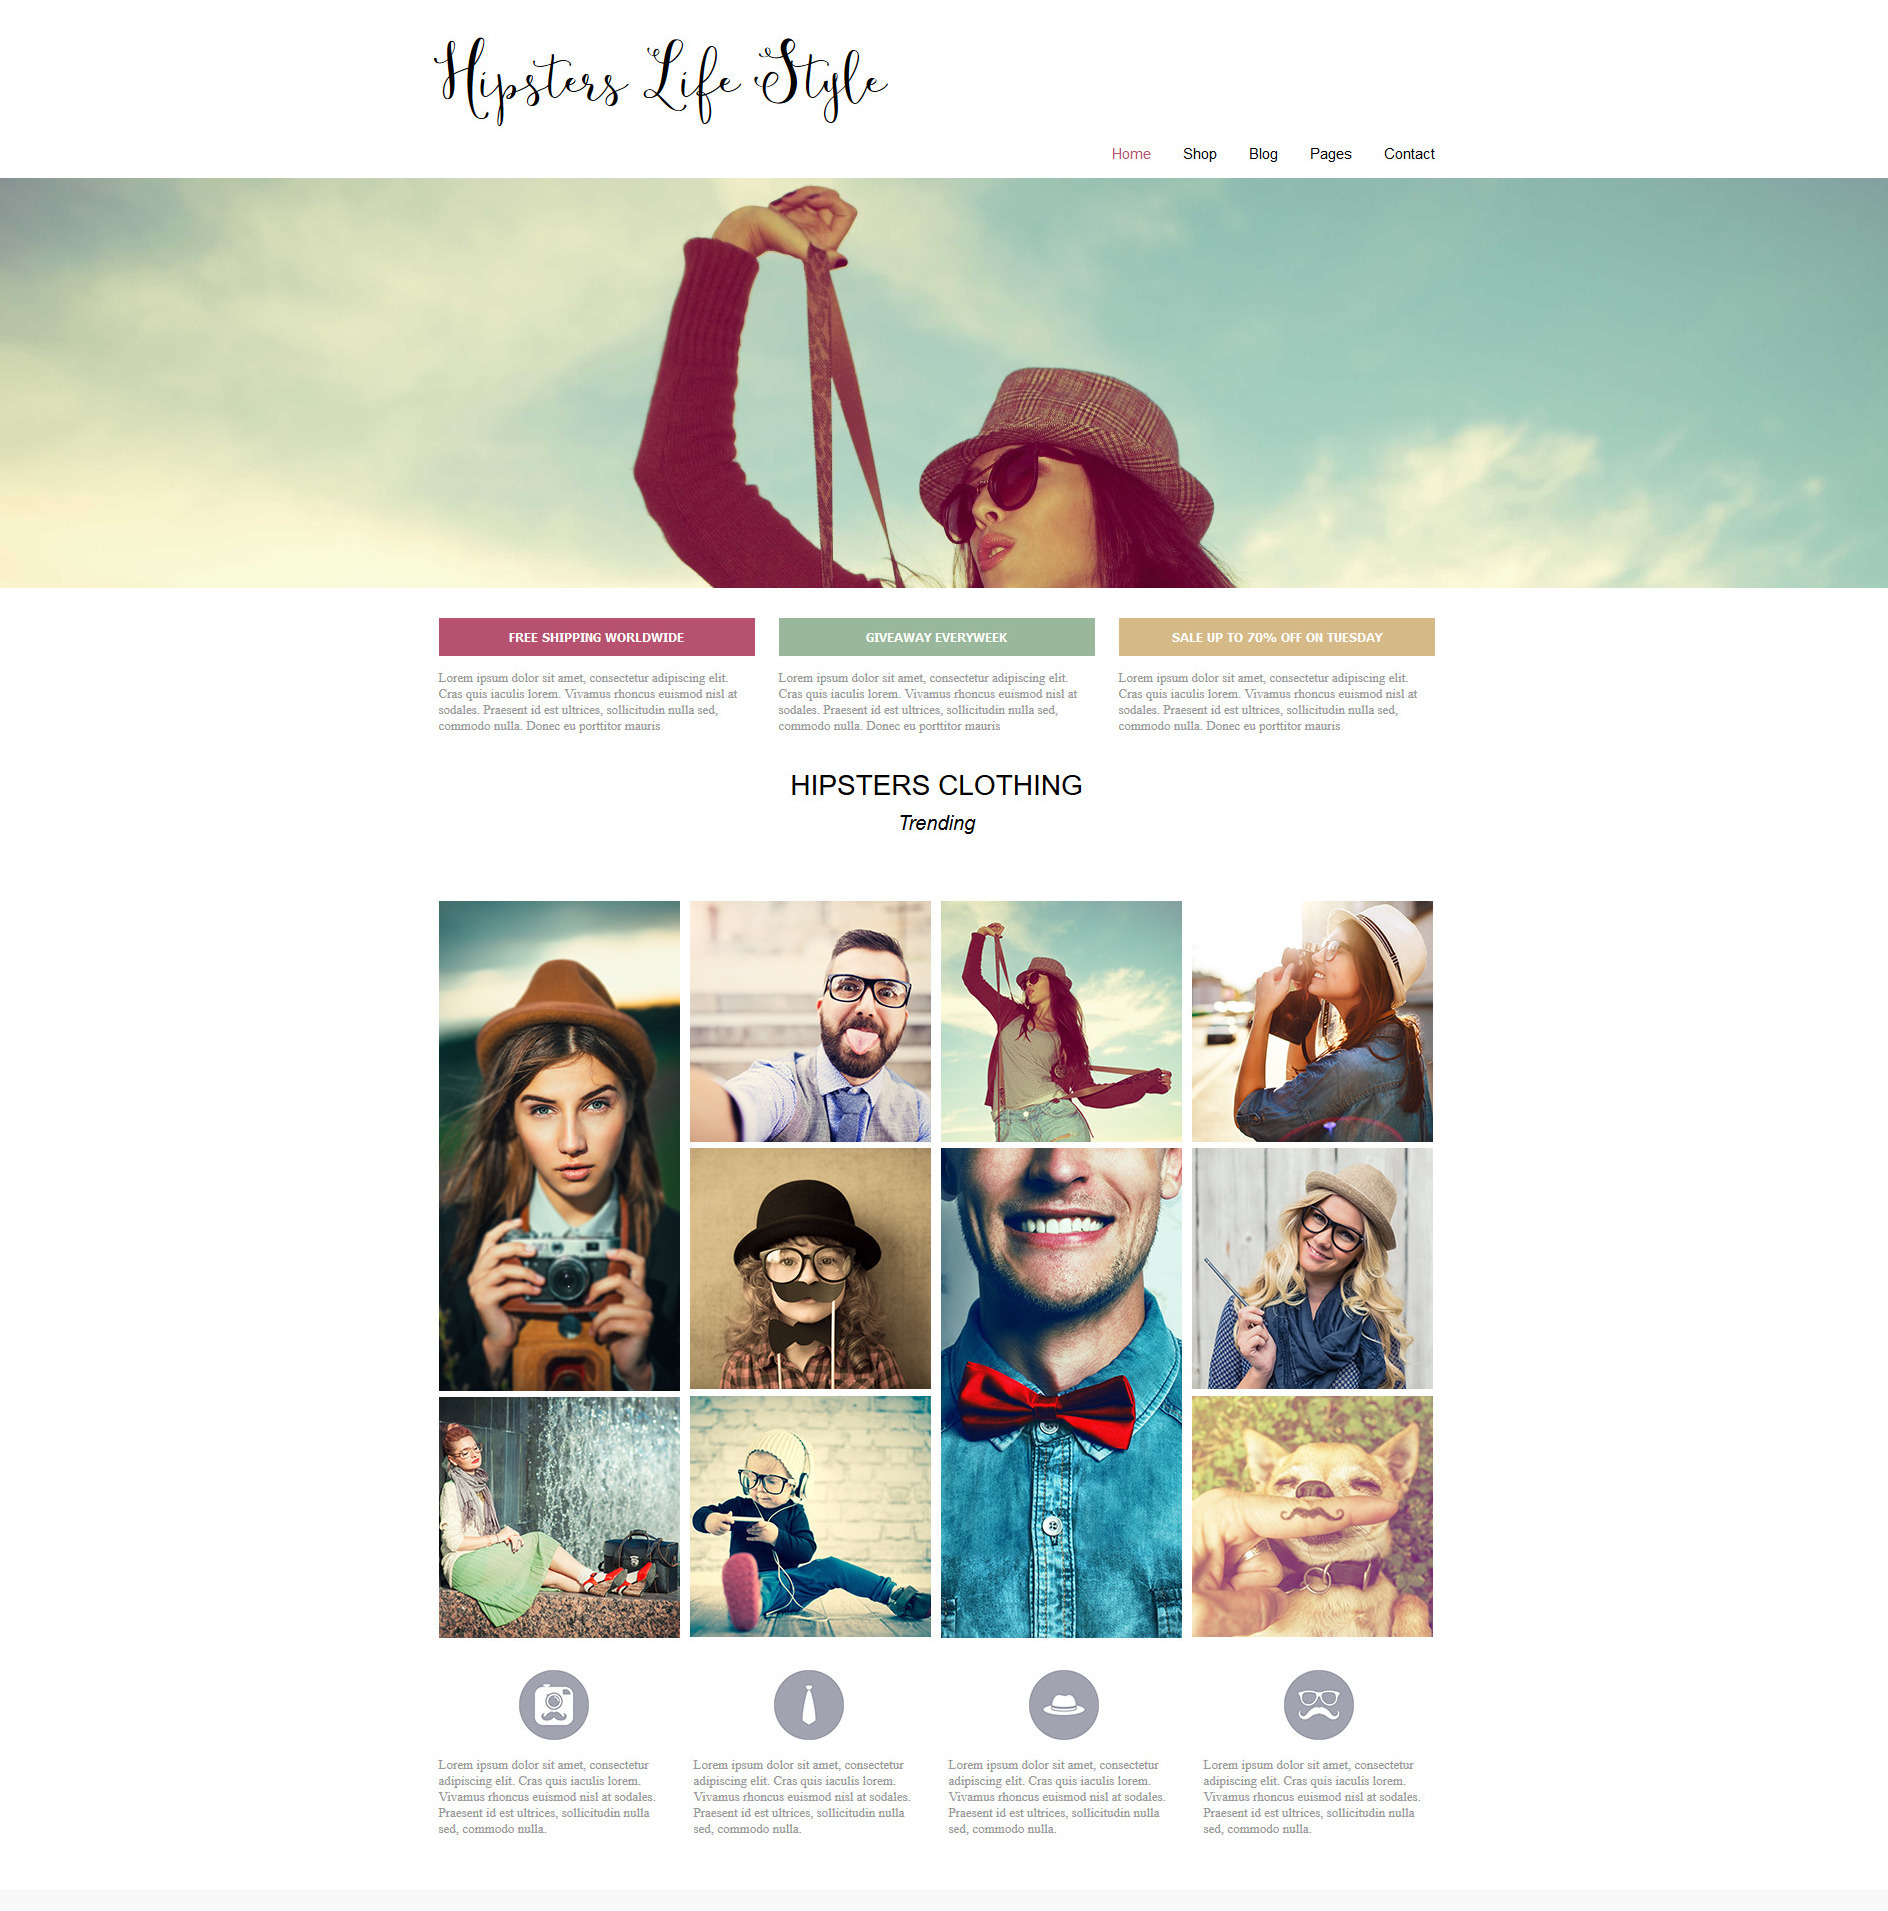 Hipsters Life Style
Home Shop Blog Pages Contact
FREE SHIPPING WORLDWIDE
Lorem ipsum dolor sit amet, consectetur adipiscing elit.
Cras quis iaculis lorem. Vivamus rhoncus euismod nisl at
sodales. Praesent id est ultrices, sollicitudin nulla sed,
commodo nulla. Donec eu porttitor mauris
GIVEAWAY EVERYWEEK
Lorem ipsum dolor sit amet, consectetur adipiscing elit.
Cras quis iaculis lorem. Vivamus rhoncus euismod nisl at
sodales. Praesent id est ultrices, sollicitudin nulla sed,
commodo nulla. Donec eu porttitor mauris
SALE UP TO 70% OFF ON TUESDAY
Lorem ipsum dolor sit amet, consectetur adipiscing elit.
Cras quis iaculis lorem. Vivamus rhoncus euismod nisl at
sodales. Praesent id est ultrices, sollicitudin nulla sed,
commodo nulla. Donec eu porttitor mauris
HIPSTERS CLOTHING
Trending
Lorem ipsum dolor sit amet, consectetur
adipiscing elit. Cras quis iaculis lorem.
Vivamus rhoncus euismod nisl at sodales.
Praesent id est ultrices, sollicitudin nulla
sed, commodo nulla.
Lorem ipsum dolor sit amet, consectetur
adipiscing elit. Cras quis iaculis lorem.
Vivamus rhoncus euismod nisl at sodales.
Praesent id est ultrices, sollicitudin nulla
sed, commodo nulla.
Lorem ipsum dolor sit amet, consectetur
adipiscing elit. Cras quis iaculis lorem.
Vivamus rhoncus euismod nisl at sodales.
Praesent id est ultrices, sollicitudin nulla
sed, commodo nulla.
Lorem ipsum dolor sit amet, consectetur
adipiscing elit. Cras quis iaculis lorem.
Vivamus rhoncus euismod nisl at sodales.
Praesent id est ultrices, sollicitudin nulla
sed, commodo nulla.